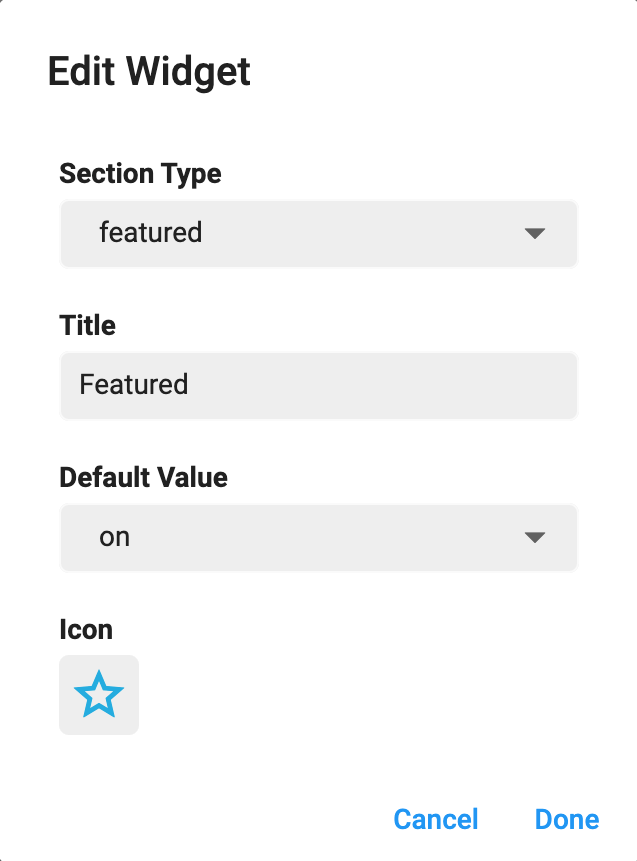 Edit Widget
Section Type
featured
Title
Featured
Default Value
on
Icon
Cancel Done